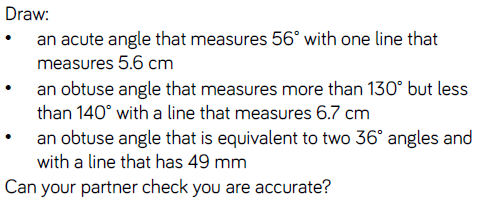 Draw:
• an acute angle that measures 56° with one line that
measures 5.6 cm
• an obtuse angle that measures more than 130° but less
than 140° with a line that measures 6.7 cm
• an obtuse angle that is equivalent to two 36° angles and
with a line that has 49 mm
Can your partner check you are accurate?